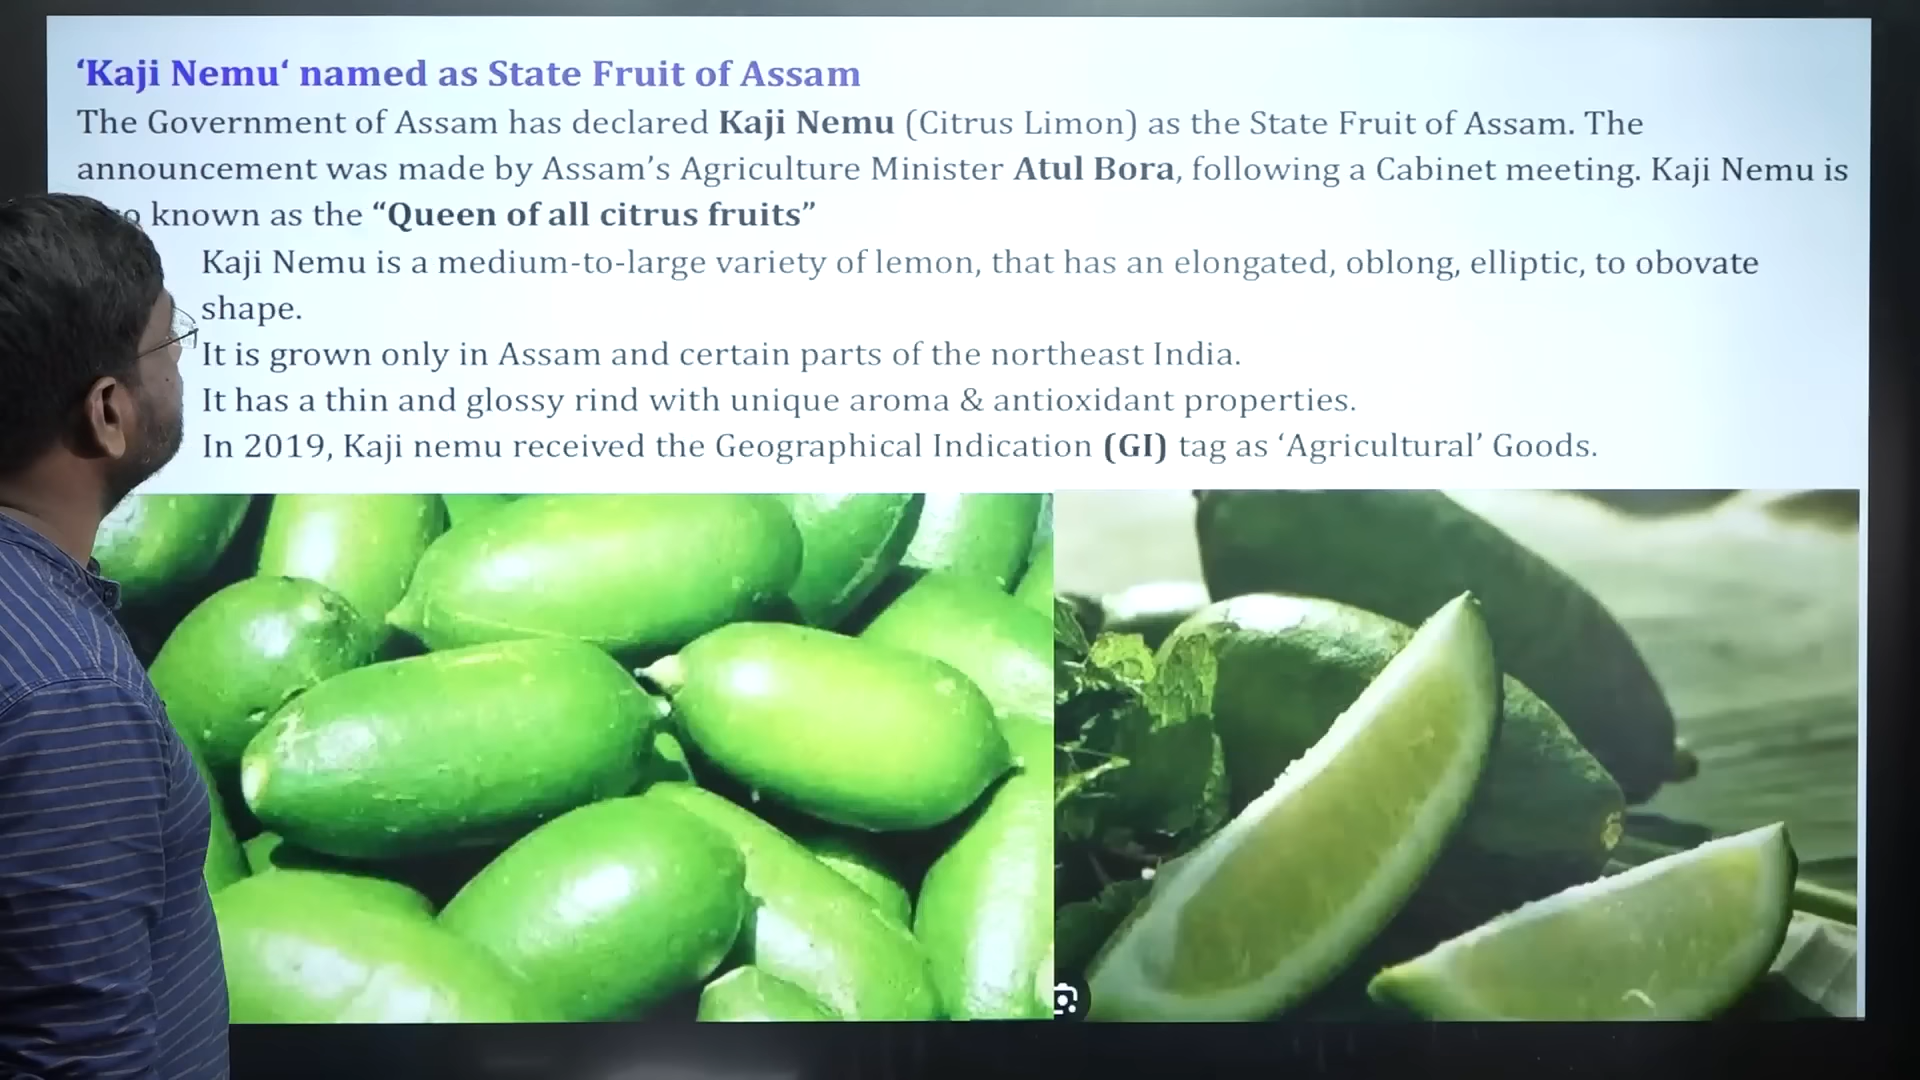 ‘Kaji Nemu‘ named as State Fruit of Assam
The Government of Assam has declared Kaji Nemu (Citrus Limon) as the State Fruit of Assam. The
announcement was made by Assam’s Agriculture Minister Atul Bora, following a Cabinet meeting. Kaji Nemu is
known as the “Queen of all citrus fruits”
Kaji Nemu is a medium-to-large variety of lemon, that has an elongated, oblong, elliptic, to obovate
shape.
It is grown only in Assam and certain parts of the northeast India.
It has a thin and glossy rind with unique aroma & antioxidant properties.
In 2019, Kaji nemu received the Geographical Indication (GI) tag as ‘Agricultural’ Goods.